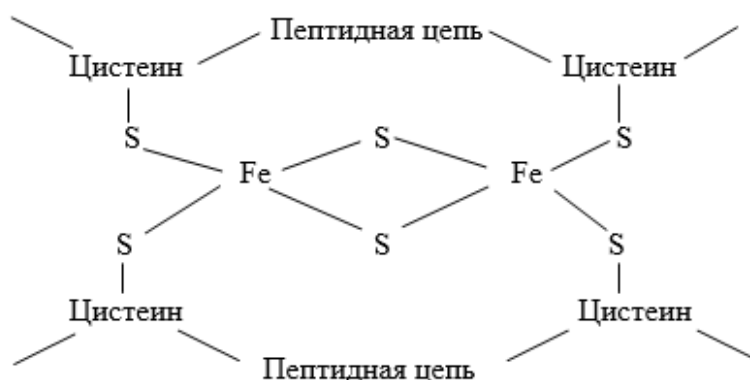 Пептидная цепь
Цистеин Цистеин
S S S
Fe Fe
S S S
Цистеин Цистеин
Пептидная цепь